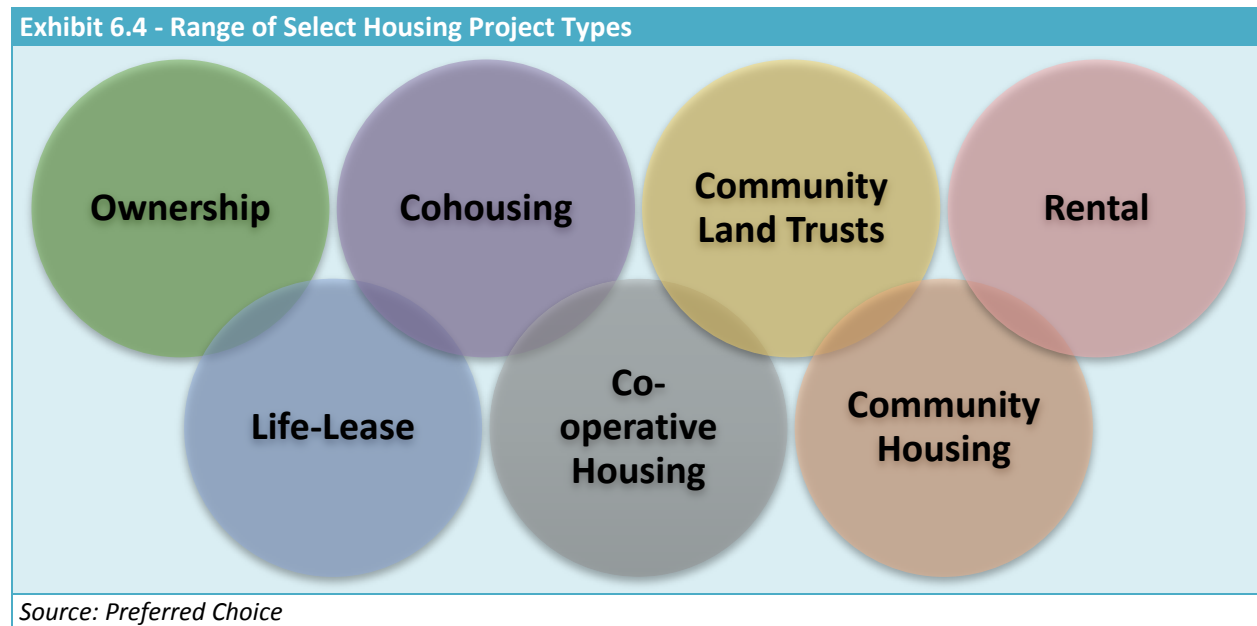 Exhibit 6.4 - Range of Select Housing Project Types
Ownership
Cohousing
Community
Land Trusts
Rental
Life-Lease
Co-
operative
Housing
Community
Housing
Source: Preferred Choice